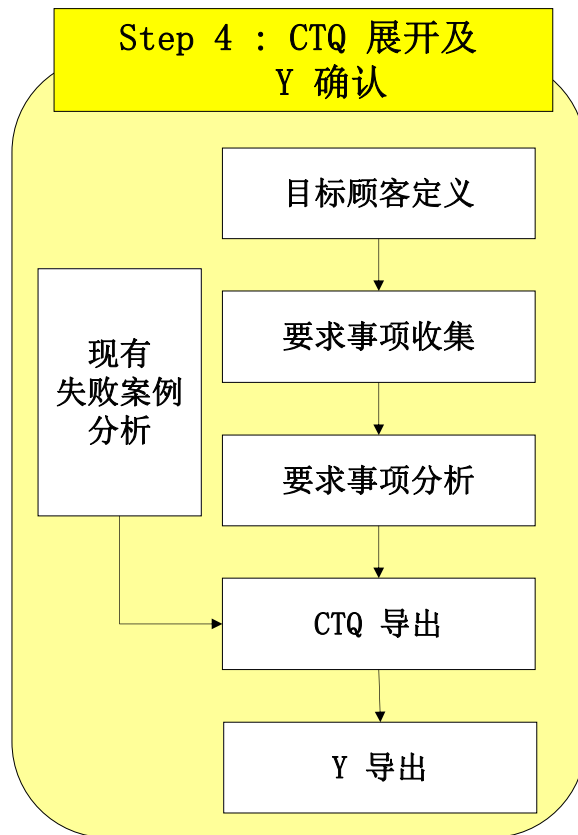 Step 4 : CTQ 展开及
Y 确认
目标顾客定义
现有
失败案例
分析
要求事项收集
要求事项分析
CTQ 导出
Y 导出